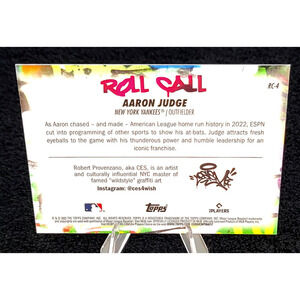 ROLL CALL
RC-4
AARON JUDGE
NEW YORK YANKEES | OUTFIELDER
As Aaron chased – and made – American League home run history in 2022, ESPN
cut into programming of other sports to show his at-bats. Judge attracts fresh
eyeballs to the game with his thunderous power and humble leadership for an
iconic franchise.
Robert Provenzano, aka CES, is an artist
and culturally influential NYC master of
famed "wildstyle" graffiti art
Instagram: @ces4wish
Topps
PLAYERS